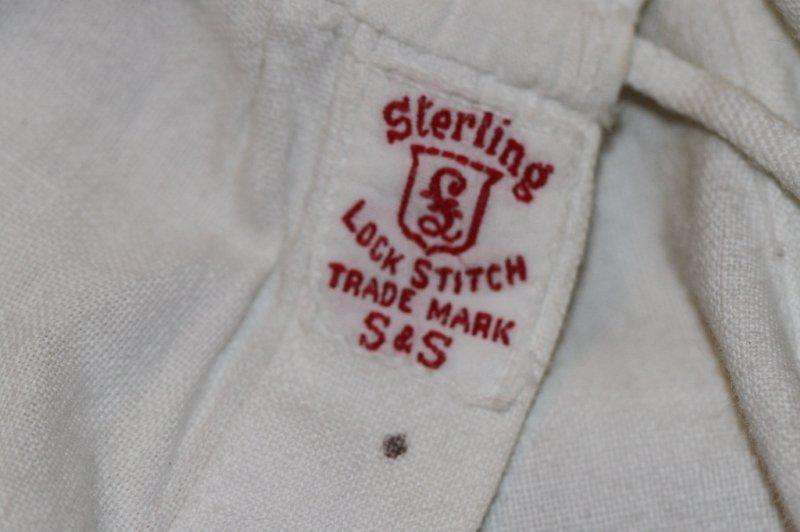 Sterling
LOCK STITCH
TRADE MARK
S & S